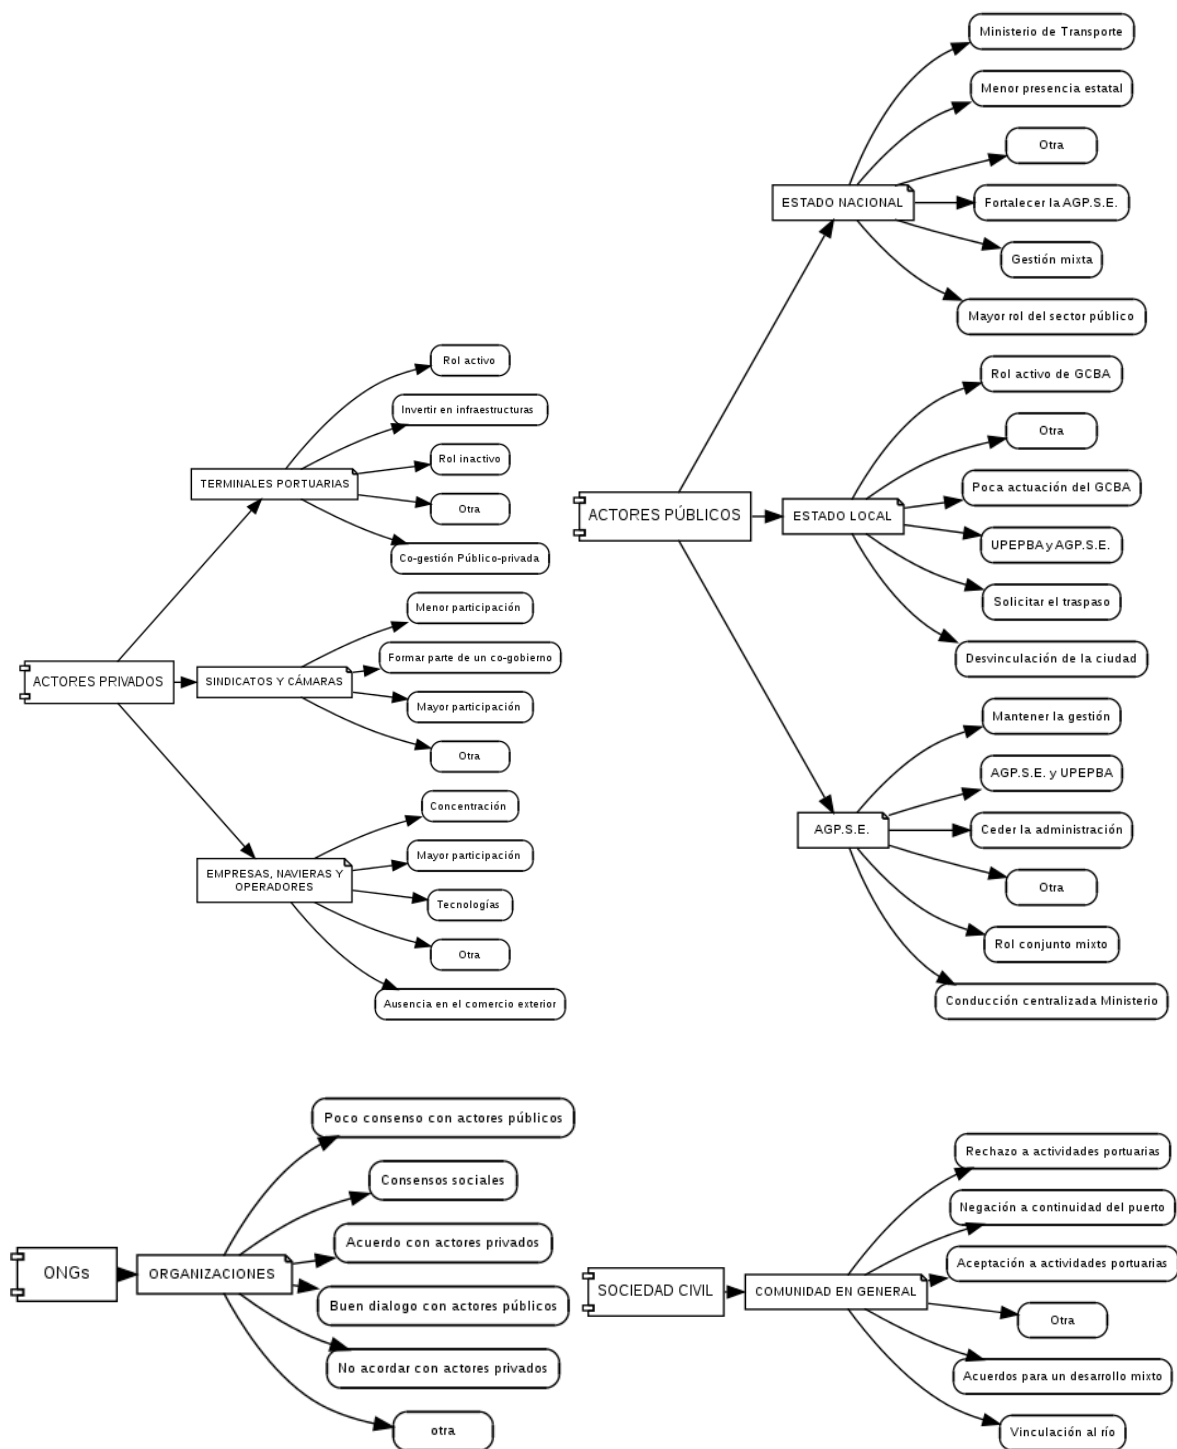 ACTORES PRIVADOS
TERMINALES PORTUARIAS
Rol activo
Invertir en infraestructuras
Rol inactivo
Otra
Co-gestión Público-privada
SINDICATOS Y CÁMARAS
Menor participación
Formar parte de un co-gobierno
Mayor participación
Otra
EMPRESAS, NAVIERAS Y
OPERADORES
Concentración
Mayor participación
Tecnologías
Otra
Ausencia en el comercio exterior
ACTORES PÚBLICOS
ESTADO NACIONAL
Ministerio de Transporte
Menor presencia estatal
Otra
Fortalecer la AGP.S.E.
Gestión mixta
Mayor rol del sector público
ESTADO LOCAL
Rol activo de GCBA
Otra
Poca actuación del GCBA
UPEPBA y AGP.S.E.
Solicitar el traspaso
Desvinculación de la ciudad
AGP.S.E.
Mantener la gestión
AGP.S.E. y UPEPBA
Ceder la administración
Otra
Rol conjunto mixto
Conducción centralizada Ministerio
ONGs
ORGANIZACIONES
Poco consenso con actores públicos
Consensos sociales
Acuerdo con actores privados
Buen dialogo con actores públicos
No acordar con actores privados
otra
SOCIEDAD CIVIL
COMUNIDAD EN GENERAL
Rechazo a actividades portuarias
Negación a continuidad del puerto
Aceptación a actividades portuarias
Otra
Acuerdos para un desarrollo mixto
Vinculación al río